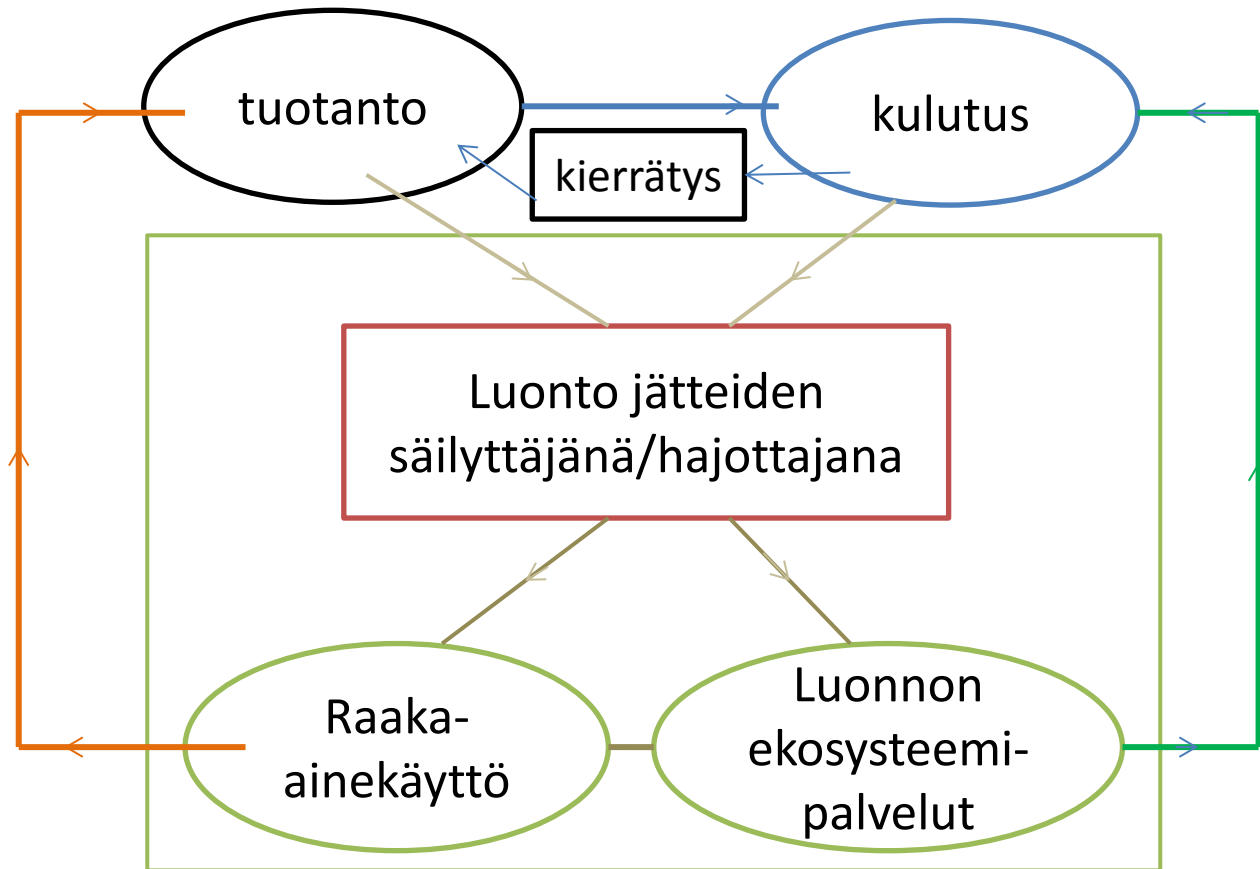 tuotanto
kulutus
kierrätys
Luonto jätteiden
säilyttäjänä/hajottajana
Raaka-
ainekäyttö
Luonnon
ekosysteemi-
palvelut